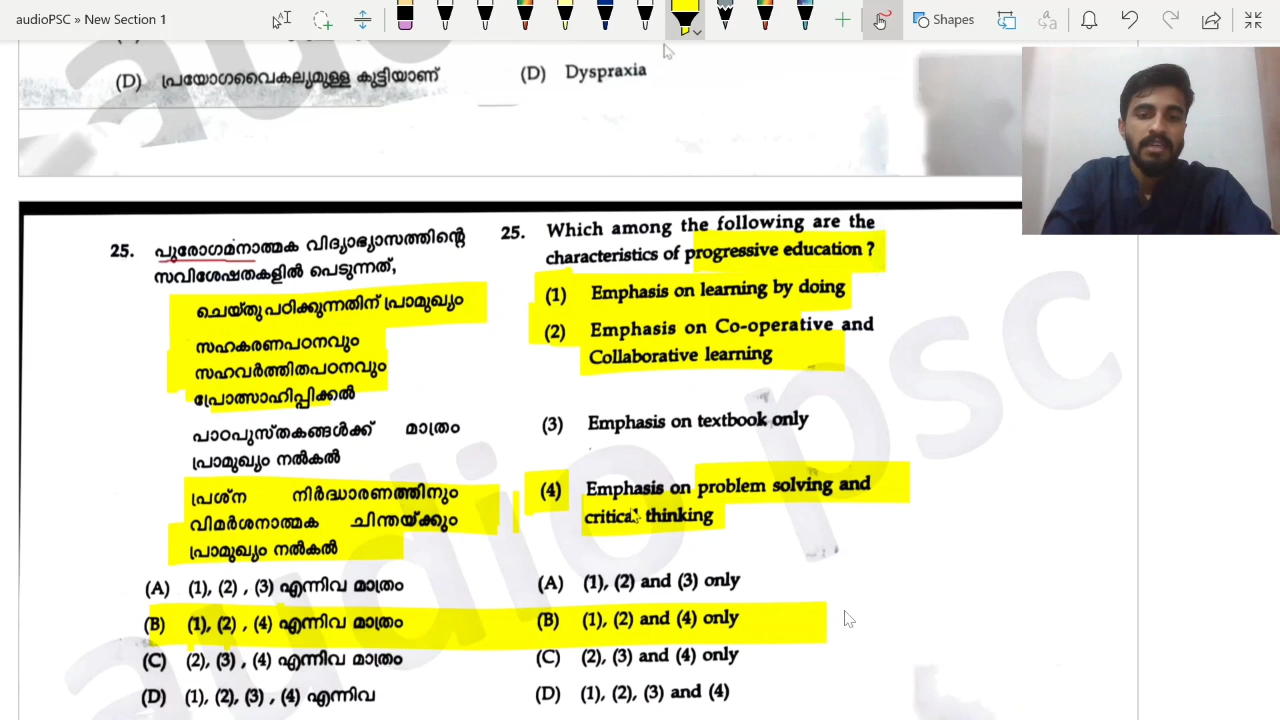 audioPSC » New Section 1
Shapes
(D) പ്രയോഗവൈകല്യമുള്ള കുട്ടിയാണ്
(D) Dyspraxia
25. പുരോഗമനാത്മക വിദ്യാഭ്യാസത്തിന്റെ
സവിശേഷതകളിൽ പെടുന്നത്,
ചെയ്തു പഠിക്കുന്നതിന് പ്രാമുഖ്യം
സഹകരണപഠനവും
സഹവർത്തിതപഠനവും
പ്രോത്സാഹിപ്പിക്കൽ
പാഠപുസ്തകങ്ങൾക്ക് മാത്രം
പ്രാമുഖ്യം നൽകൽ
പ്രശ്ന നിർദ്ധാരണത്തിനും
വിമർശനാത്മക ചിന്തയ്ക്കും
പ്രാമുഖ്യം നൽകൽ
(A) (1), (2) , (3) എന്നിവ മാത്രം
(B) (1), (2) , (4) എന്നിവ മാത്രം
(C) (2), (3) , (4) എന്നിവ മാത്രം
(D) (1), (2), (3) , (4) എന്നിവ
25. Which among the following are the
characteristics of progressive education ?
(1) Emphasis on learning by doing
(2) Emphasis on Co-operative and
Collaborative learning
(3) Emphasis on textbook only
(4) Emphasis on problem solving and
critical thinking
(A) (1), (2) and (3) only
(B) (1), (2) and (4) only
(C) (2), (3) and (4) only
(D) (1), (2), (3) and (4)
audio psc